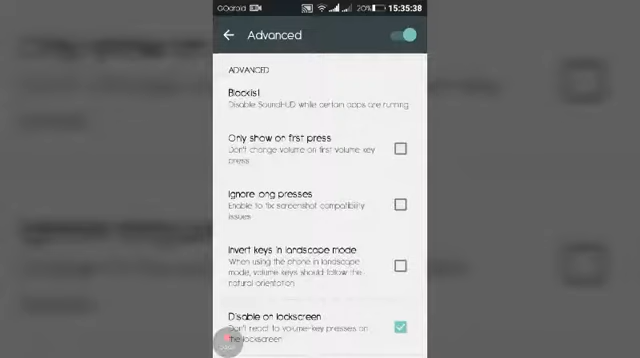 GOdroid 20% 15:35:38
Advanced
ADVANCED
Blocklist
Disable SoundHUD while certain apps are running
Only show on first press
Don't change volume on first volume key
press
Ignore long presses
Enable to fix screenshot compatibility
issues
Invert keys in landscape mode
When using the phone in landscape
mode, volume keys should follow the
natural orientation
Disable on lockscreen
Don't react to volume-key presses on
the lockscreen